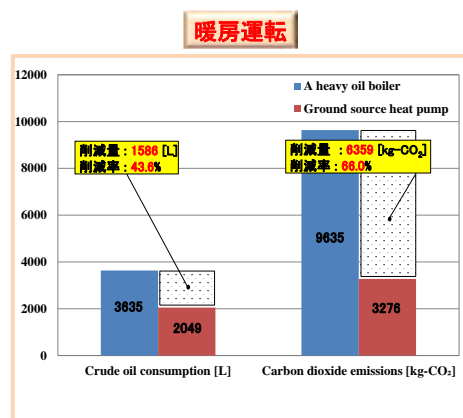 暖房運転
12000
10000
8000
6000
4000
2000
0
A heavy oil boiler
Ground source heat pump
削減量：1586 [L]
削減率：43.6%
削減量 ：6359 [kg-CO₂]
削減率：66.0%
3635
2049
9635
3276
Crude oil consumption [L]
Carbon dioxide emissions [kg-CO₂]